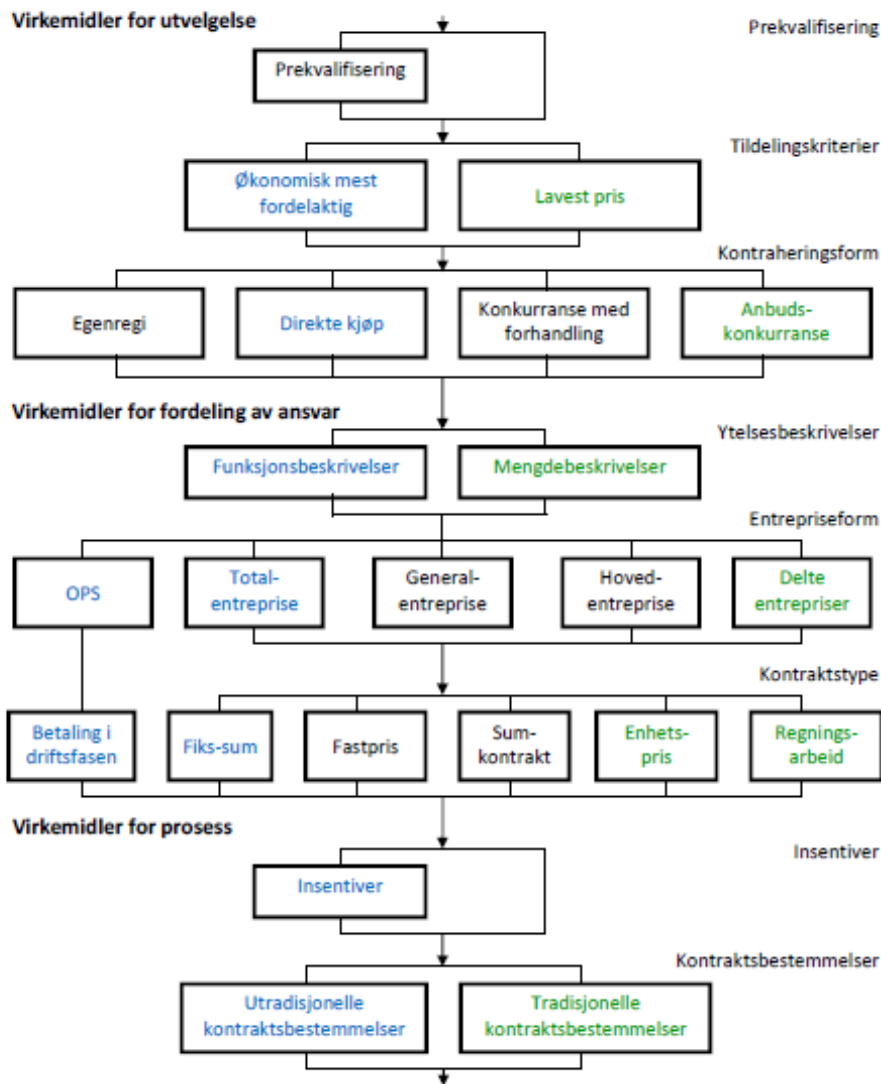 Virkemidler for utvelgelse
Prekvalifisering
Prekvalifisering
Tildelingskriterier
Økonomisk mest
fordelaktig
Lavest pris
Kontraheringsform
Egenregi
Direkte kjøp
Konkurranse med
forhandling
Anbuds-
konkurranse
Virkemidler for fordeling av ansvar
Ytelsesbeskrivelser
Funksjonsbeskrivelser
Mengdebeskrivelser
Entrepriseform
OPS
Total-
entreprise
General-
entreprise
Hoved-
entreprise
Delte
entrepriser
Kontraktstype
Betaling i
driftsfasen
Fiks-sum
Fastpris
Sum-
kontrakt
Enhets-
pris
Regnings-
arbeid
Virkemidler for prosess
Insentiver
Insentiver
Kontraktsbestemmelser
Utradisjonelle
kontraktsbestemmelser
Tradisjonelle
kontraktsbestemmelser